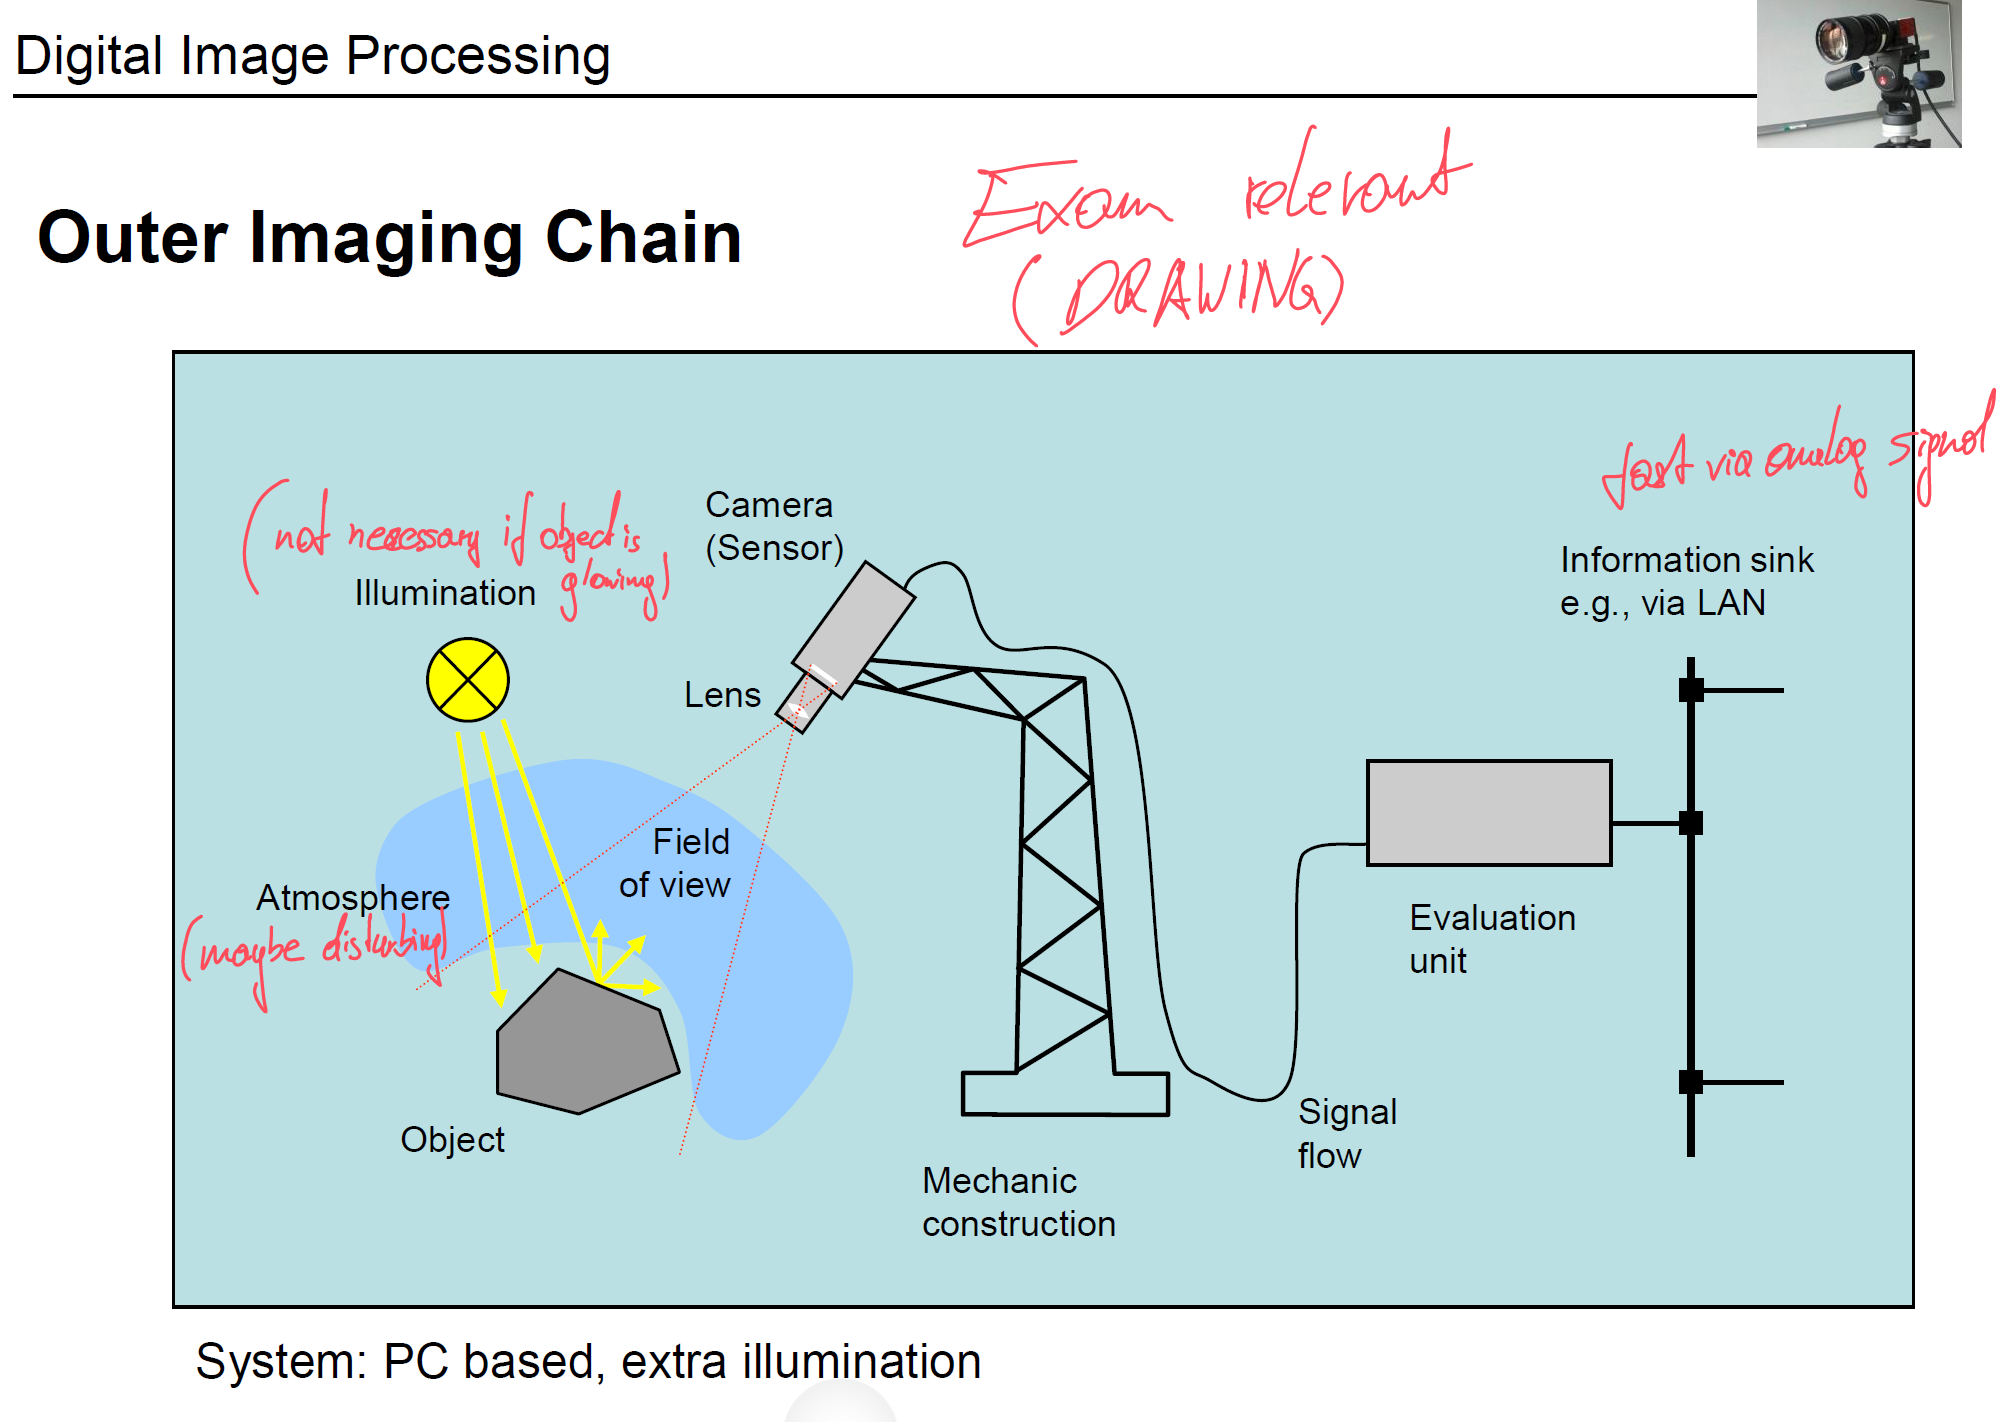 Digital Image Processing
Outer Imaging Chain
Exam relevant
(DRAWING)
fast via analog signal
(not necessary if object is
glowing)
Illumination
Camera
(Sensor)
Lens
Information sink
e.g., via LAN
Field
of view
Atmosphere
(maybe disturbing)
Evaluation
unit
Object
Signal
flow
Mechanic
construction
System: PC based, extra illumination